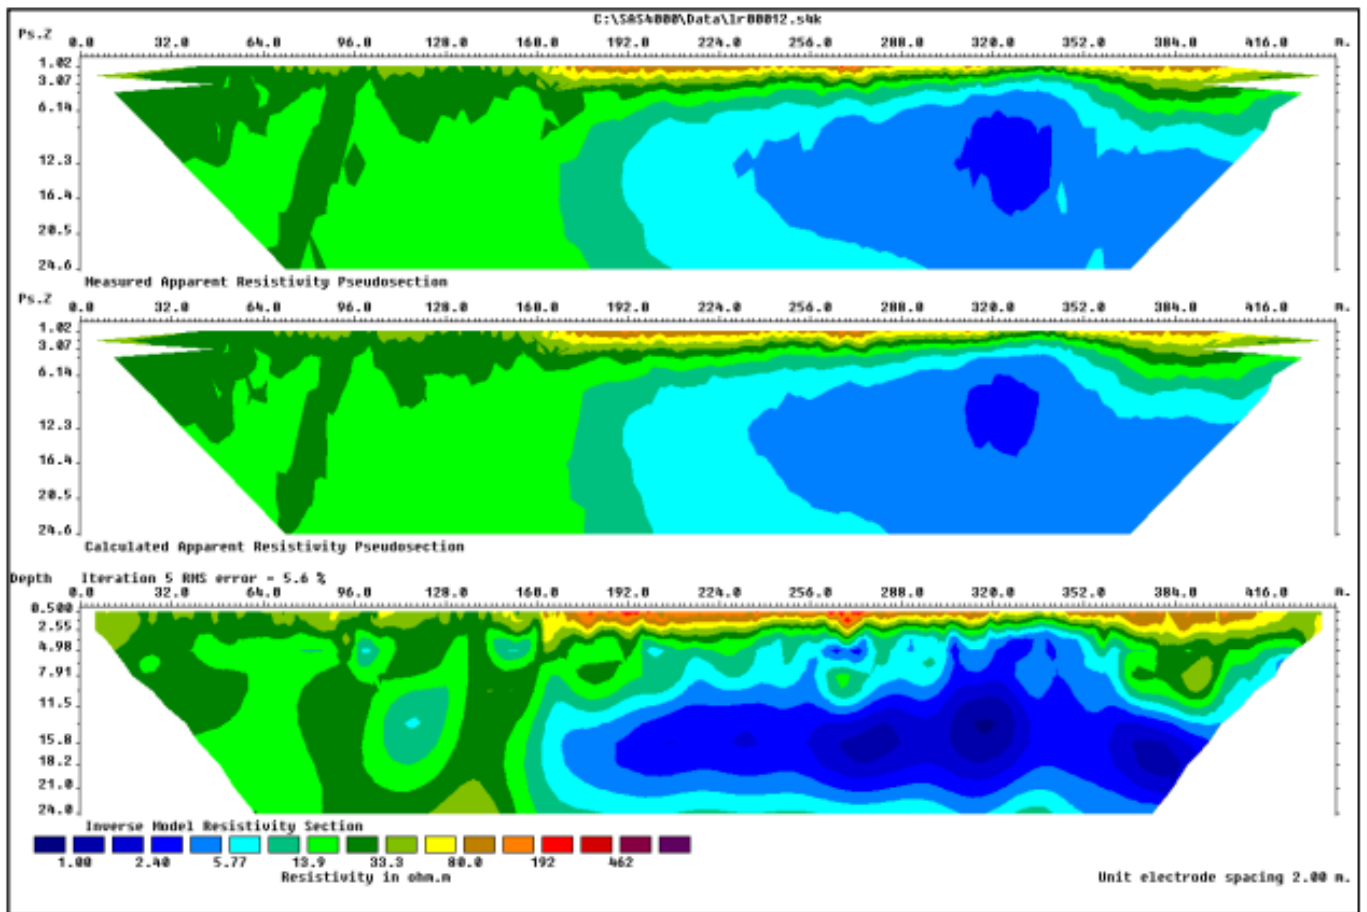 C:\SAS4000\Data\lr00012.s4k
Ps.Z 0.0 32.0 64.0 96.0 128.0 160.0 192.0 224.0 256.0 288.0 320.0 352.0 384.0 416.0 m.
1.02
3.07
6.14
12.3
16.4
20.5
24.6
Measured Apparent Resistivity Pseudosection
Ps.Z 0.0 32.0 64.0 96.0 128.0 160.0 192.0 224.0 256.0 288.0 320.0 352.0 384.0 416.0 m.
1.02
3.07
6.14
12.3
16.4
20.5
24.6
Calculated Apparent Resistivity Pseudosection
Depth Iteration 5 RMS error = 5.6 %
0.0 32.0 64.0 96.0 128.0 160.0 192.0 224.0 256.0 288.0 320.0 352.0 384.0 416.0 m.
0.500
2.55
4.98
7.91
11.5
15.8
18.2
21.0
24.0
Inverse Model Resistivity Section
1.00 2.40 5.77 13.9 33.3 80.0 192 462
Resistivity in ohm.m Unit electrode spacing 2.00 m.